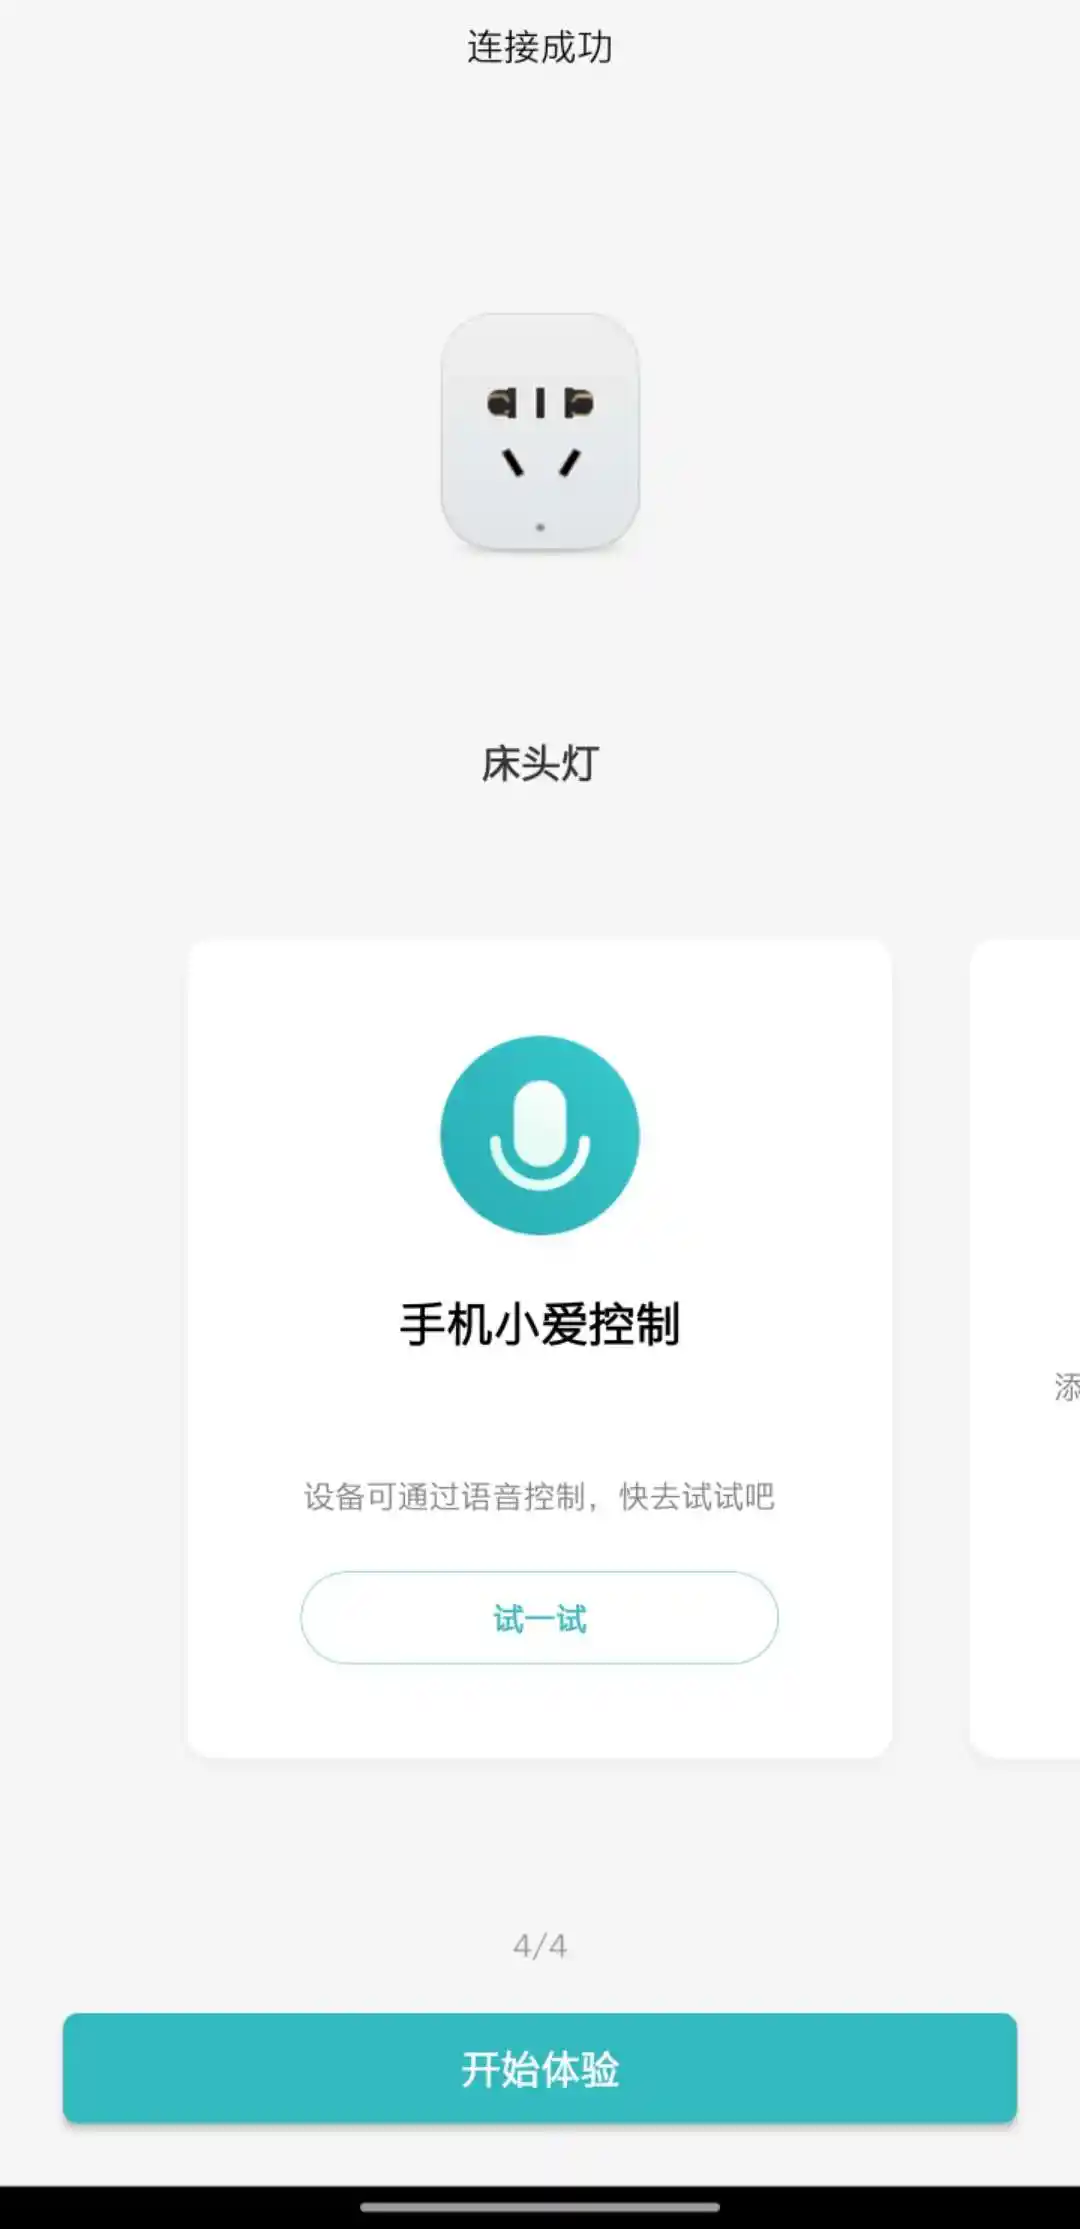 连接成功
床头灯
手机小爱控制
添
设备可通过语音控制，快去试试吧
试一试
4/4
开始体验